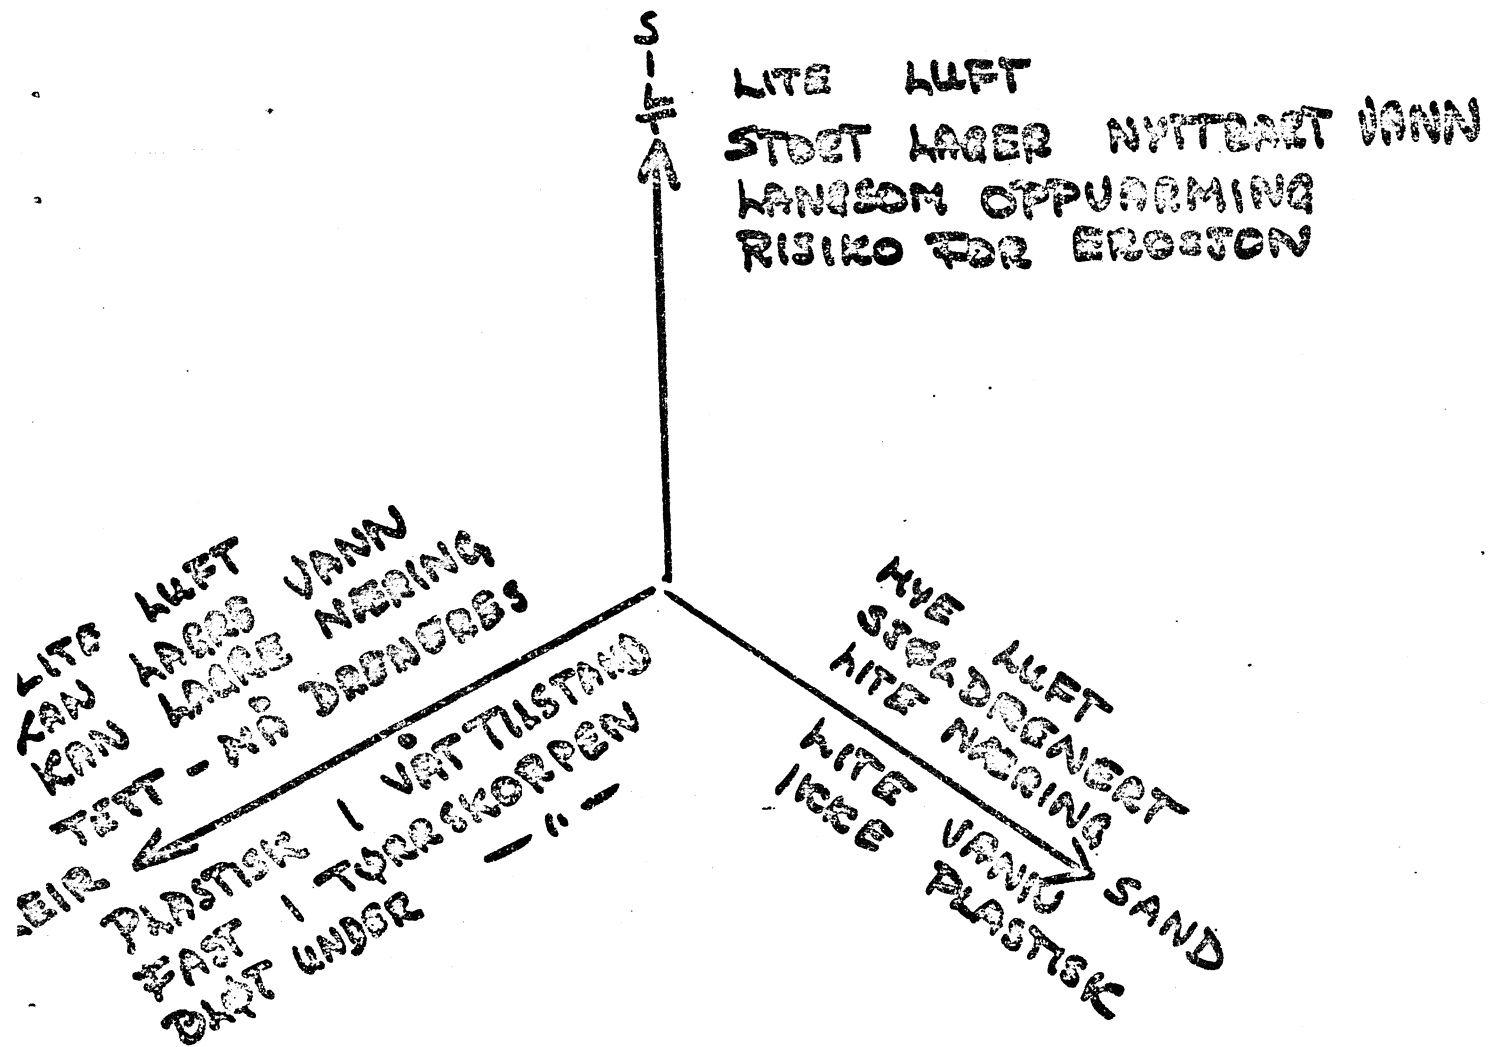 SILT
LITE LUFT
STORT LAGER NYTTBART VANN
LANGSOM OPPVARMING
RISIKO FOR EROSJON
LITE LUFT
KAN LAGRE VANN
KAN LAGRE NÆRING
TETT - MÅ DRENERES
LEIR
PLASTISK I VÅT TILSTAND
FAST I TØRRSKORPEN
BLØT UNDER — " —
MYE LUFT
SJØLDRENERT
LITE NÆRING
LITE VANN
IKKE PLASTISK
SAND